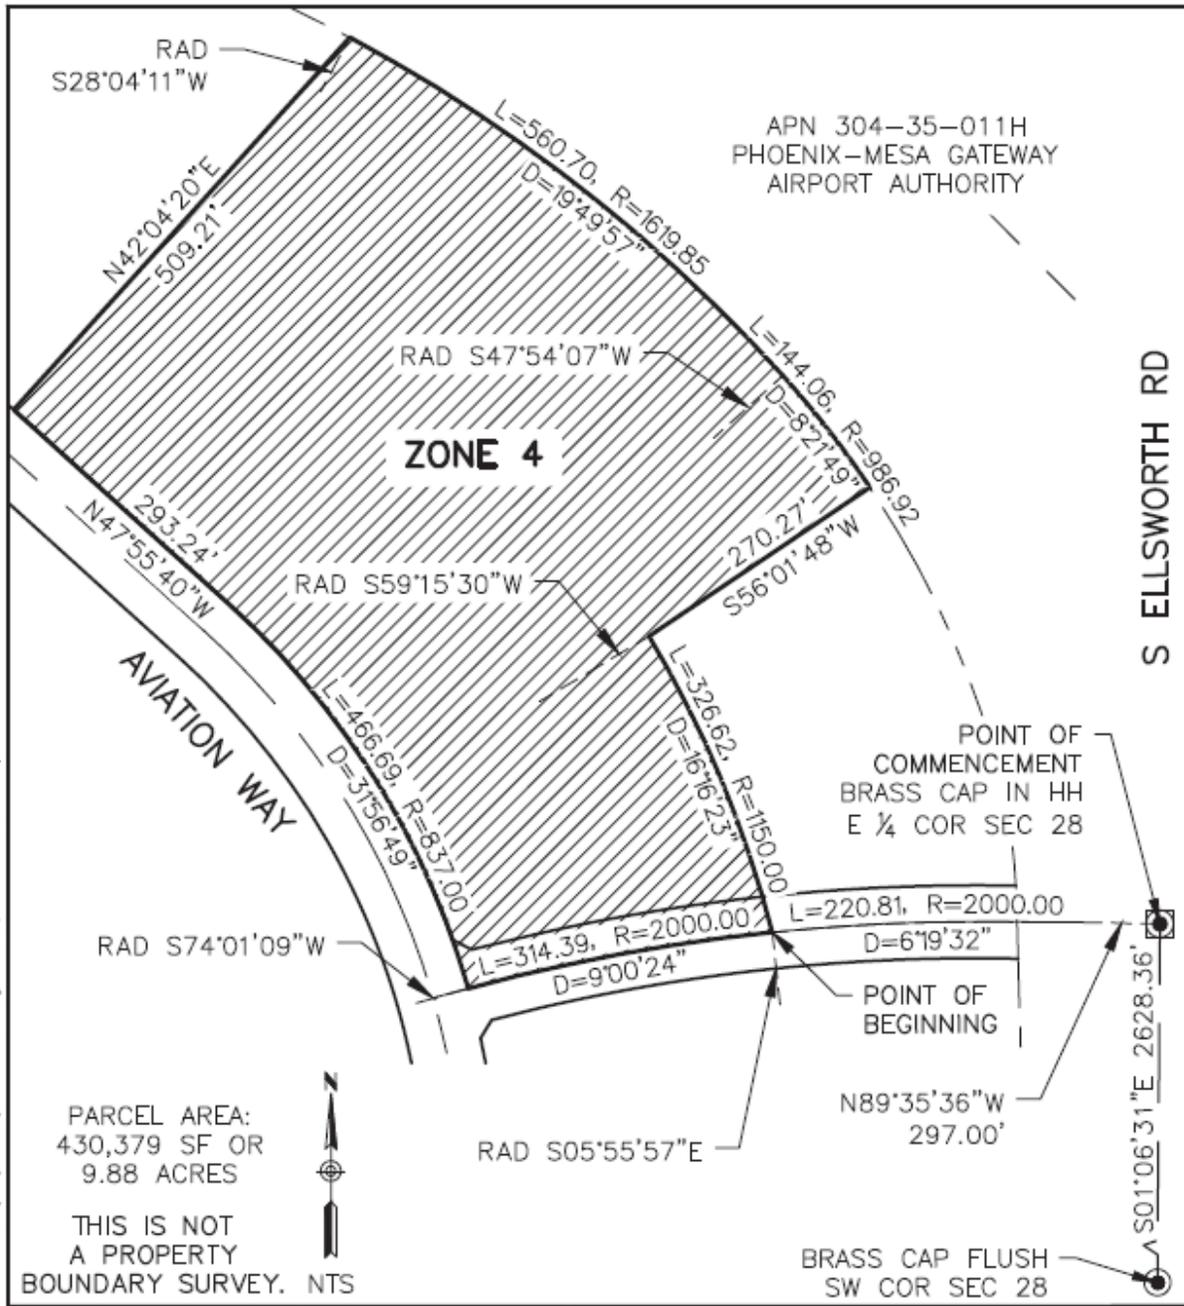 RAD
S28°04'11"W
APN 304-35-011H
PHOENIX-MESA GATEWAY
AIRPORT AUTHORITY
L=560.70, R=1619.85
D=19°49'57"
N42°04'20"E
509.21'
RAD S47°54'07"W
L=144.06, R=986.92
D=8°21'49"
ZONE 4
S ELLSWORTH RD
293.24'
N47°55'40"W
270.27'
S56°01'48"W
RAD S59°15'30"W
AVIATION WAY
L=466.69, R=837.00
D=31°56'49"
L=326.62, R=1150.00
D=16°16'23"
POINT OF
COMMENCEMENT
BRASS CAP IN HH
E ¼ COR SEC 28
L=220.81, R=2000.00
D=6°19'32"
RAD S74°01'09"W
L=314.39, R=2000.00
D=9°00'24"
POINT OF
BEGINNING
N89°35'36"W
297.00'
S01°06'31"E 2628.36'
RAD S05°55'57"E
N
PARCEL AREA:
430,379 SF OR
9.88 ACRES
THIS IS NOT
A PROPERTY
BOUNDARY SURVEY. NTS
BRASS CAP FLUSH
SW COR SEC 28